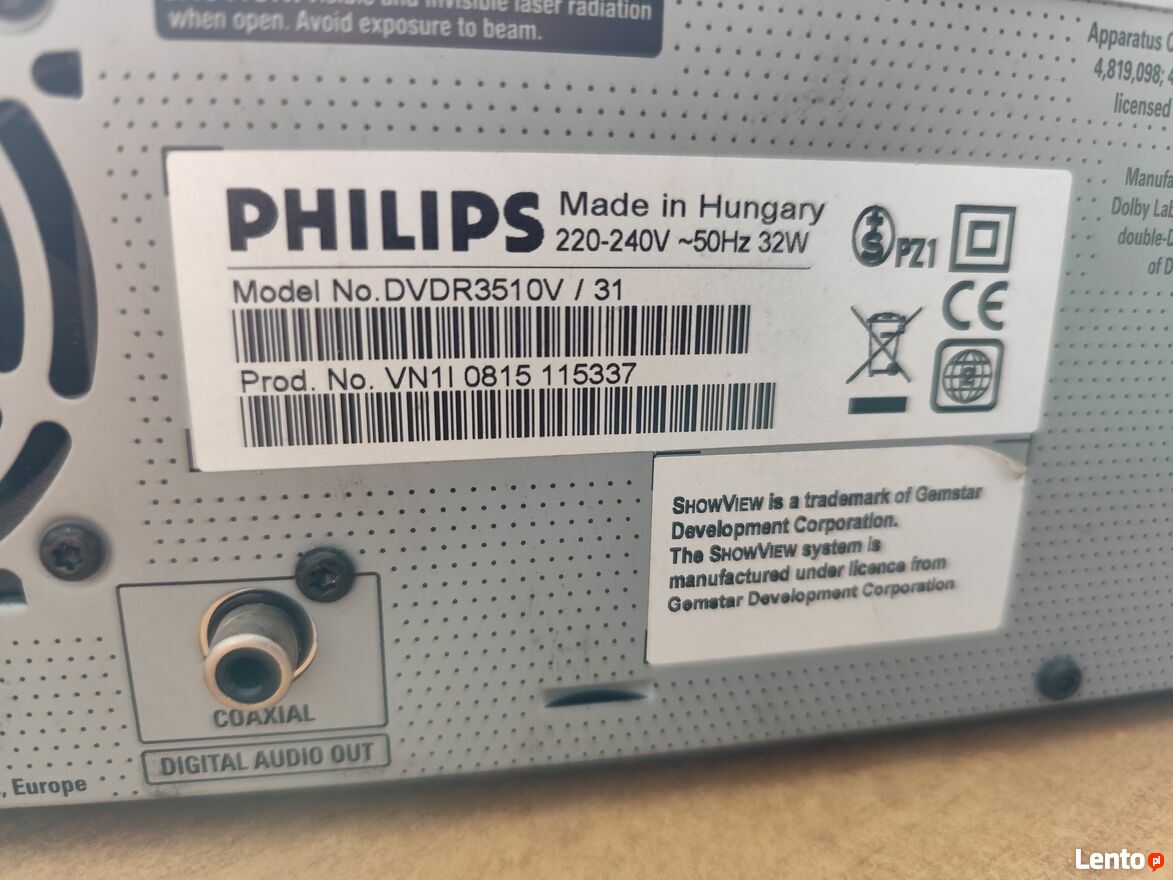 laser radiation
when open. Avoid exposure to beam.
Apparatus
4,819,098;
licensed
PHILIPS
Made in Hungary
220-240V ~50Hz 32W
PZ1
Model No.DVDR3510V / 31
CE
Prod. No. VN1I 0815 115337
2
Dolby
double-D
of D
SHOWVIEW is a trademark of Gemstar
Development Corporation.
The SHOWVIEW system is
manufactured under licence from
Gemstar Development Corporation
COAXIAL
DIGITAL AUDIO OUT
, Europe
Lento pl